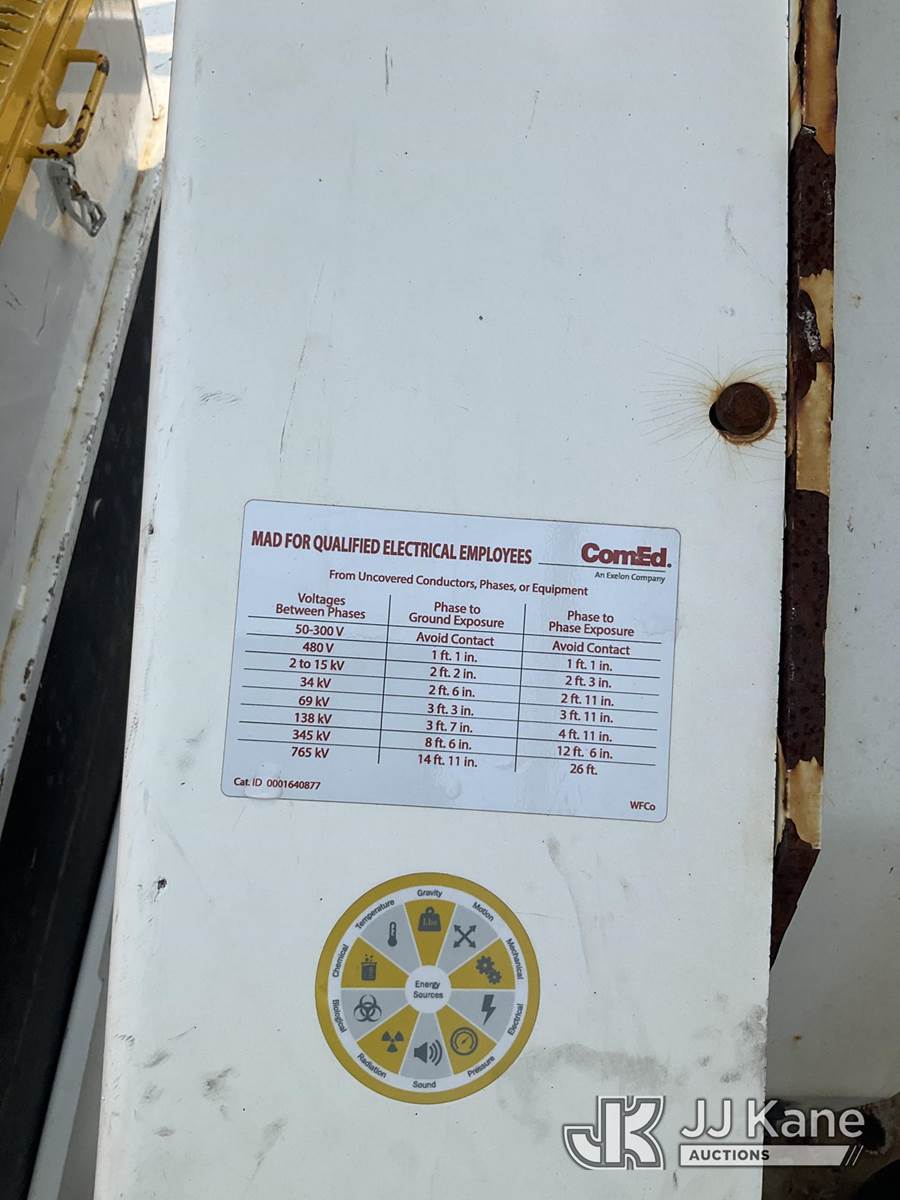 MAD FOR QUALIFIED ELECTRICAL EMPLOYEES
ComEd.
An Exelon Company
From Uncovered Conductors, Phases, or Equipment
Voltages Between Phases Phase to Ground Exposure Phase to Phase Exposure
50-300 V Avoid Contact Avoid Contact
480 V 1 ft. 1 in. 1 ft. 1 in.
2 to 15 kV 2 ft. 2 in. 2 ft. 3 in.
34 kV 2 ft. 6 in. 2 ft. 11 in.
69 kV 3 ft. 3 in. 3 ft. 11 in.
138 kV 3 ft. 7 in. 4 ft. 11 in.
345 kV 8 ft. 6 in. 12 ft. 6 in.
765 kV 14 ft. 11 in. 26 ft.
Cat. ID 0001640877
WFCo
Gravity
Motion
Mechanical
Electrical
Pressure
Sound
Radiation
Biological
Chemical
Temperature
Lbs
Energy
Sources
JK JJ Kane
AUCTIONS